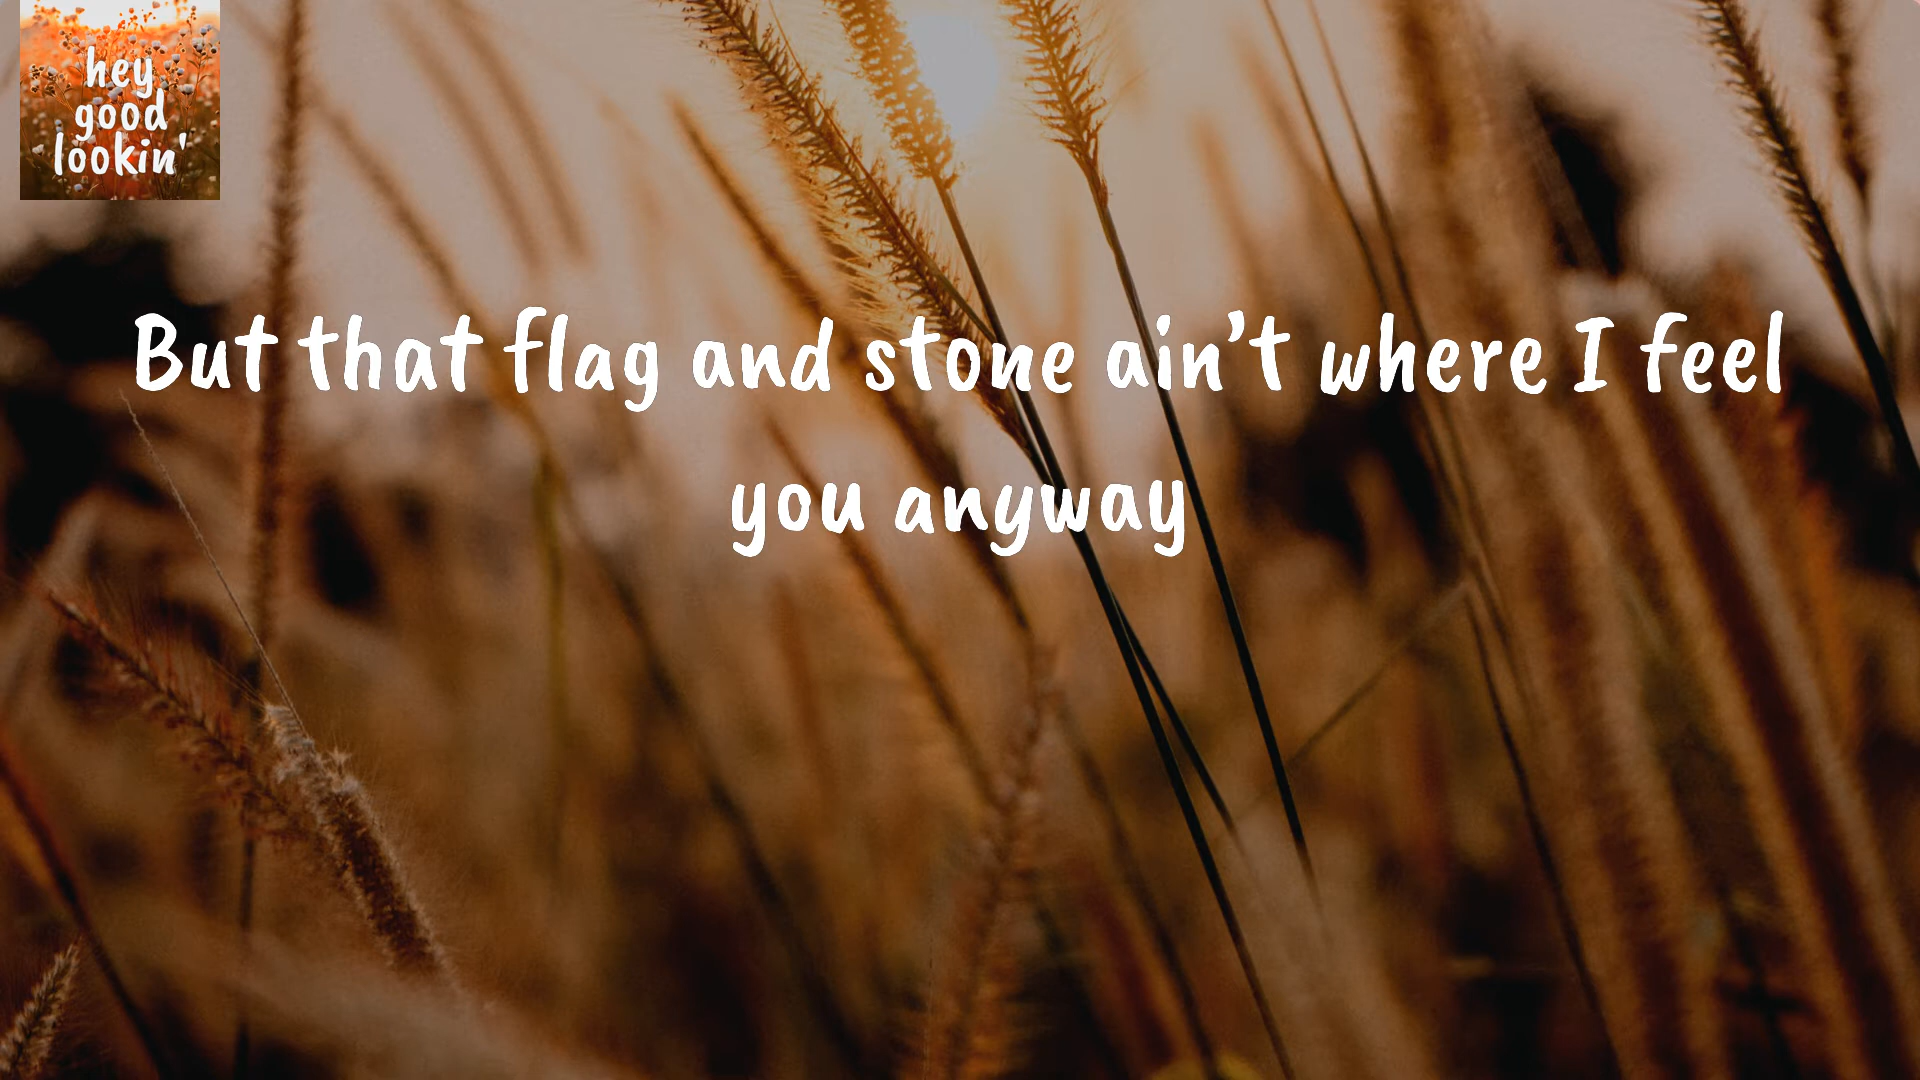 hey
good
lookin'
But that flag and stone ain’t where I feel
you anyway